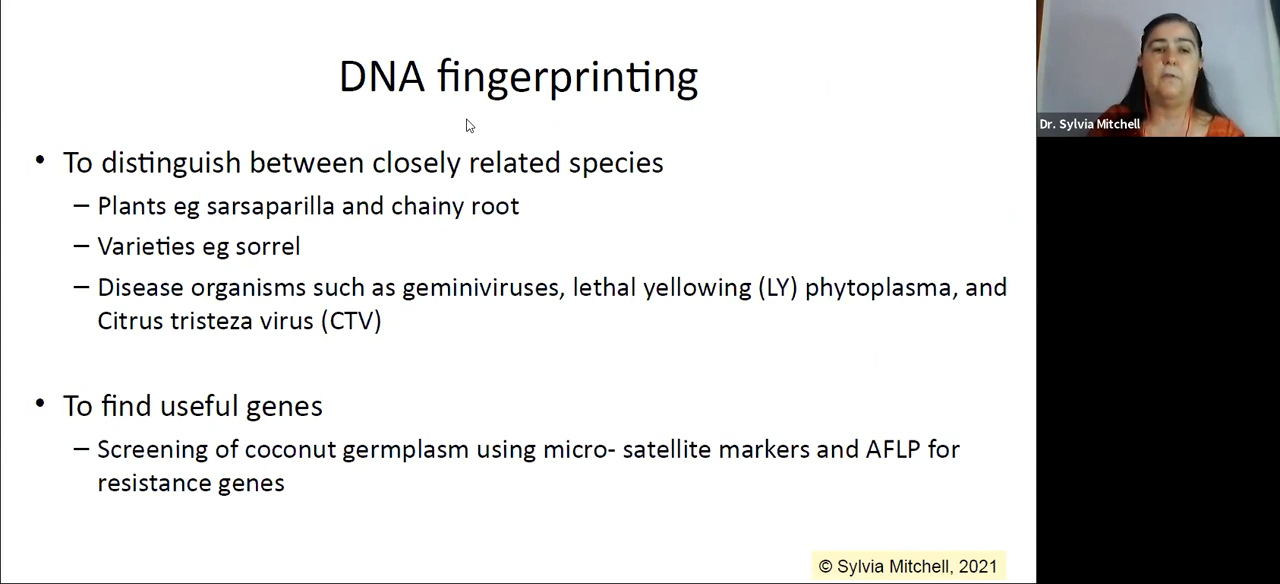 DNA fingerprinting
• To distinguish between closely related species
– Plants eg sarsaparilla and chainy root
– Varieties eg sorrel
– Disease organisms such as geminiviruses, lethal yellowing (LY) phytoplasma, and
Citrus tristeza virus (CTV)
• To find useful genes
– Screening of coconut germplasm using micro- satellite markers and AFLP for
resistance genes
© Sylvia Mitchell, 2021
Dr. Sylvia Mitchell